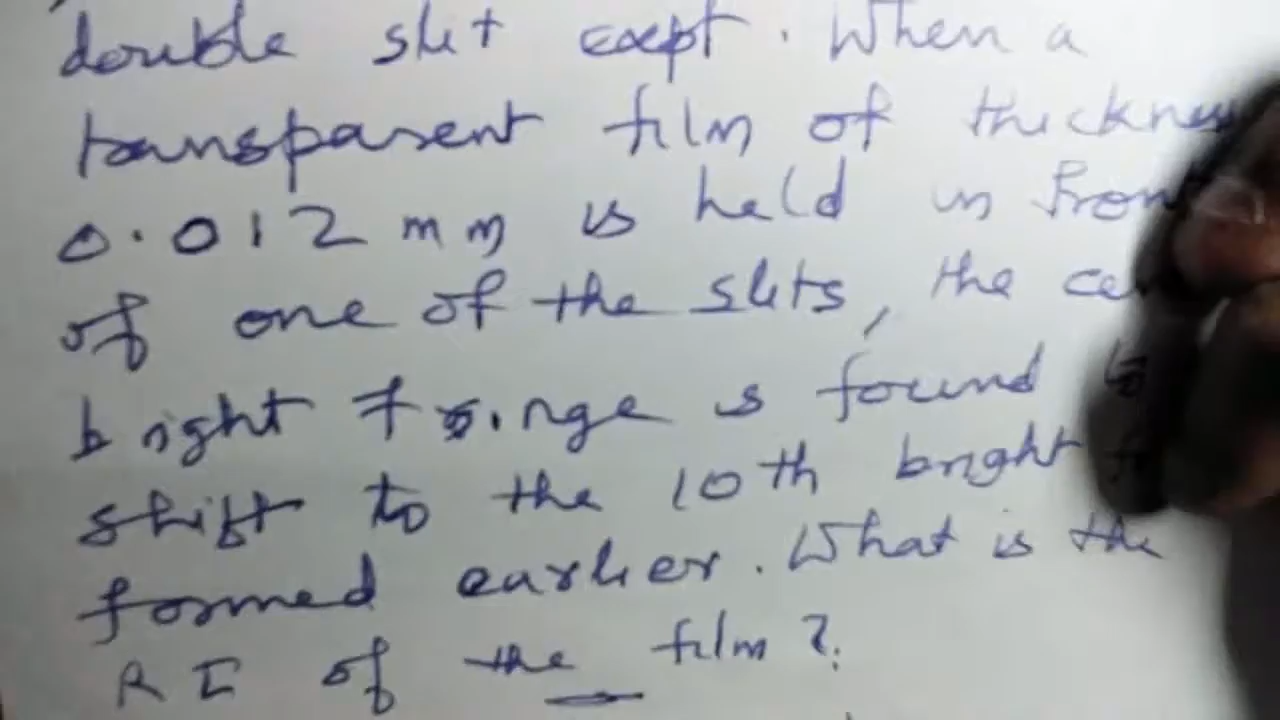 double slit expt. When a
transparent film of thickness
0.012 mm is held in front
of one of the slits, the
bright fringe is found to
shift to the 10th bright
formed earlier. What is the
RI of the film?